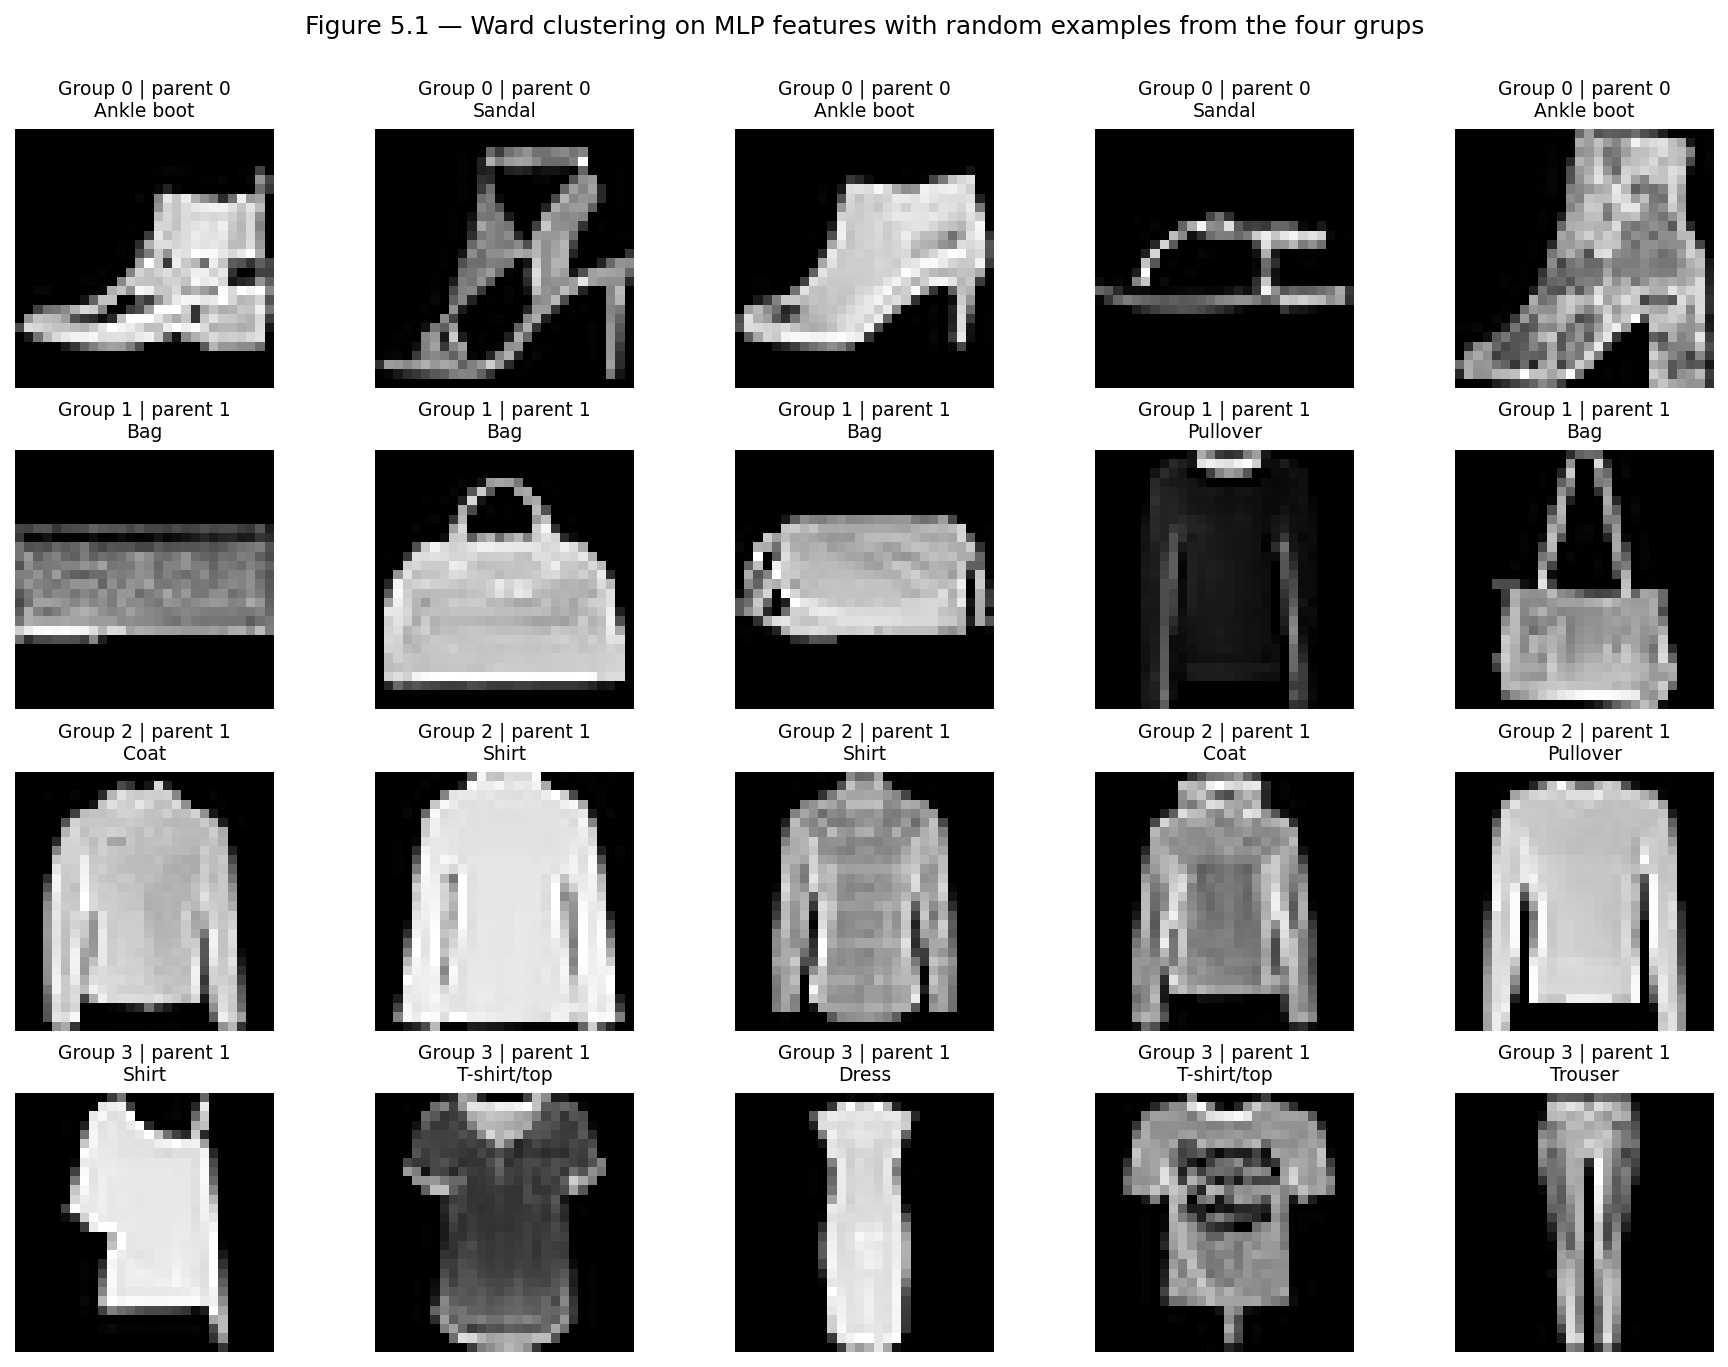 Figure 5.1 — Ward clustering on MLP features with random examples from the four grups
Group 0 | parent 0
Ankle boot
Group 0 | parent 0
Sandal
Group 0 | parent 0
Ankle boot
Group 0 | parent 0
Sandal
Group 0 | parent 0
Ankle boot
Group 1 | parent 1
Bag
Group 1 | parent 1
Bag
Group 1 | parent 1
Bag
Group 1 | parent 1
Pullover
Group 1 | parent 1
Bag
Group 2 | parent 1
Coat
Group 2 | parent 1
Shirt
Group 2 | parent 1
Shirt
Group 2 | parent 1
Coat
Group 2 | parent 1
Pullover
Group 3 | parent 1
Shirt
Group 3 | parent 1
T-shirt/top
Group 3 | parent 1
Dress
Group 3 | parent 1
T-shirt/top
Group 3 | parent 1
Trouser